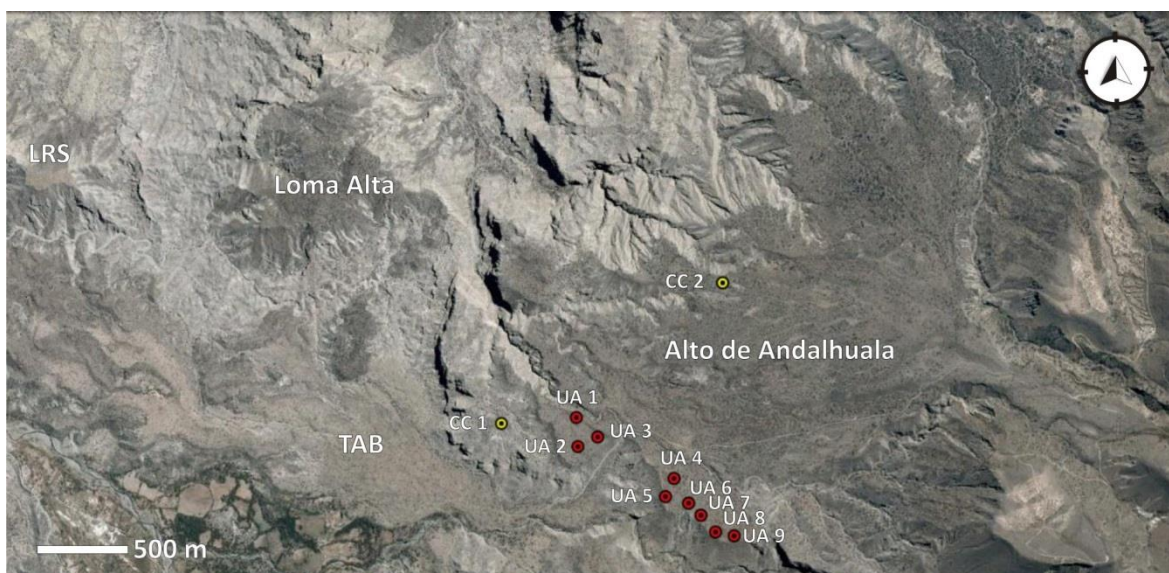 LRS
Loma Alta
CC 2
Alto de Andalhuala
UA 1
CC 1
UA 3
TAB
UA 2
UA 4
UA 5
UA 6
UA 7
UA 8
UA 9
500 m